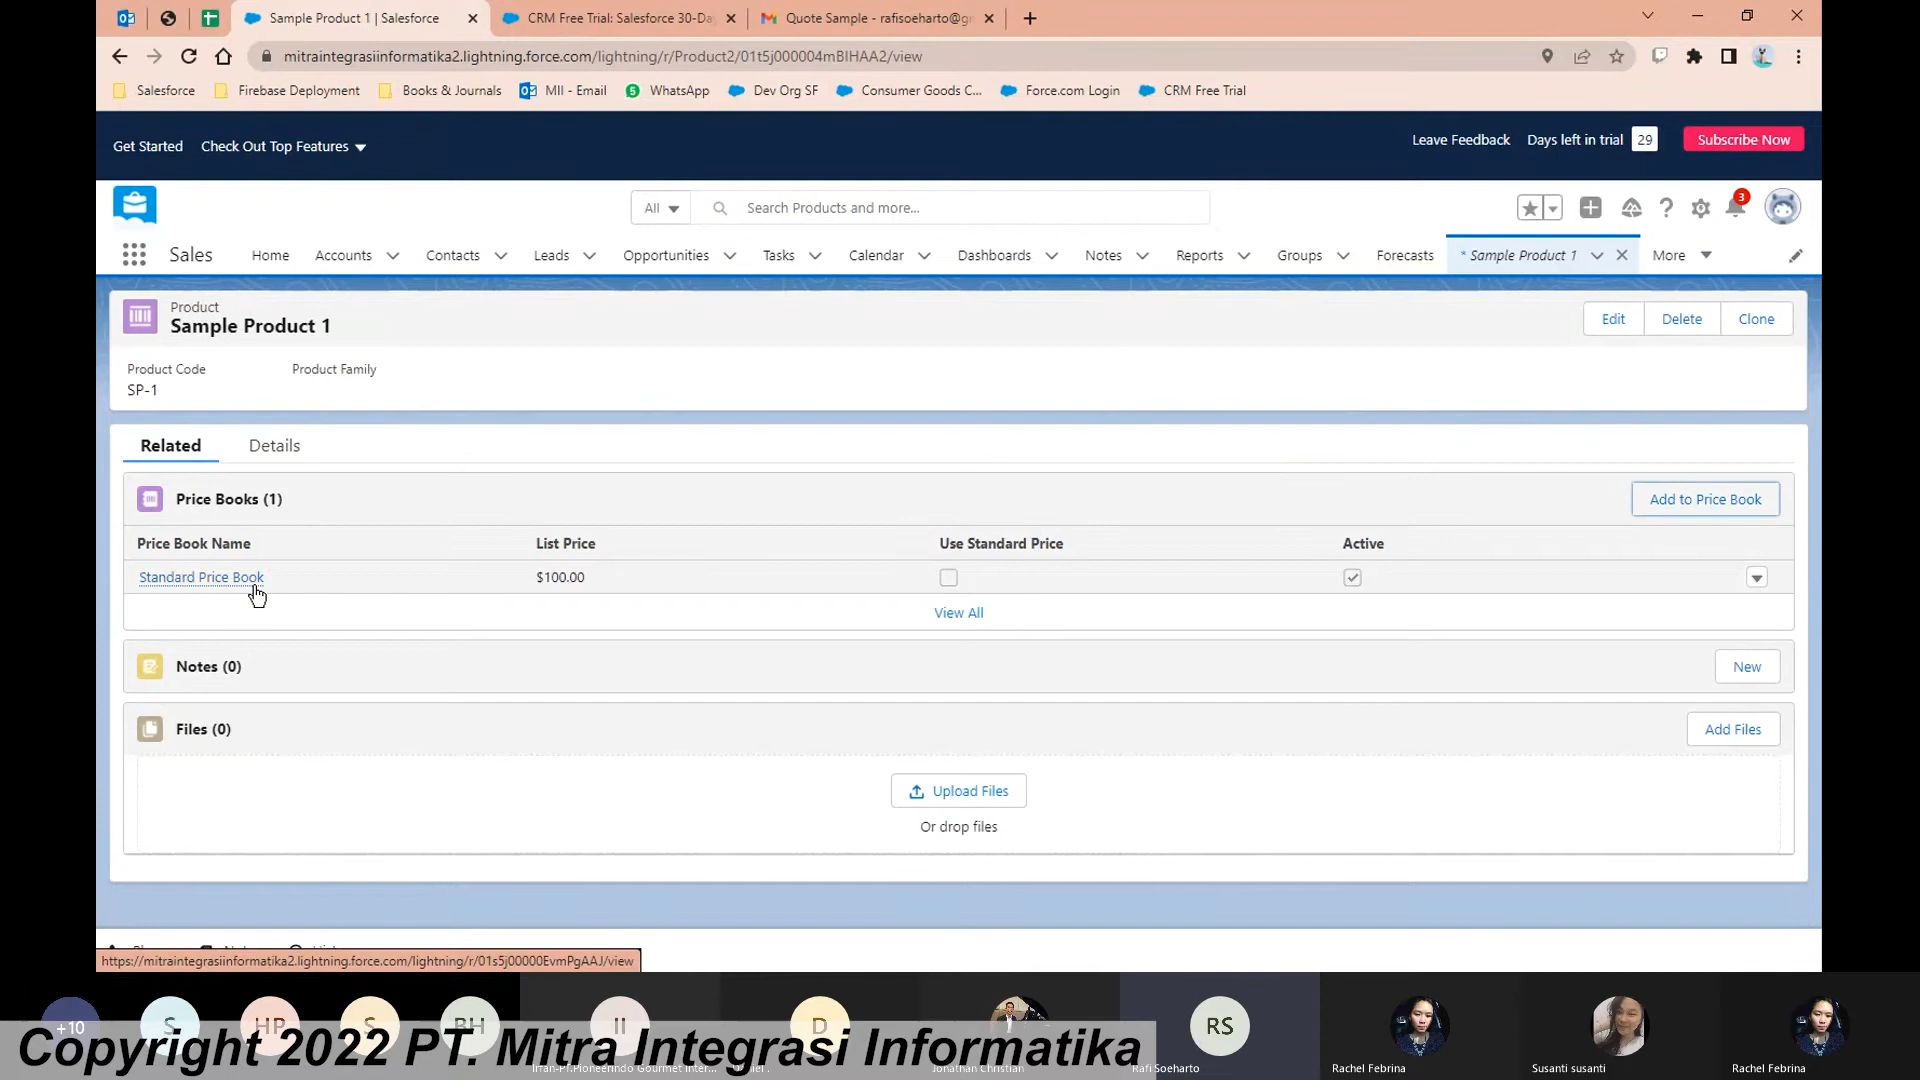 Sample Product 1 | Salesforce
CRM Free Trial: Salesforce 30-Da
Quote Sample - rafisoeharto@g
mitraintegrasiinformatika2.lightning.force.com/lightning/r/Product2/01t5j000004mBIHAA2/view
Salesforce
Firebase Deployment
Books & Journals
MII - Email
WhatsApp
Dev Org SF
Consumer Goods C...
Force.com Login
CRM Free Trial
Get Started
Check Out Top Features
Leave Feedback
Days left in trial
29
Subscribe Now
All
Search Products and more...
3
Sales
Home
Accounts
Contacts
Leads
Opportunities
Tasks
Calendar
Dashboards
Notes
Reports
Groups
Forecasts
* Sample Product 1
More
Product
Sample Product 1
Edit
Delete
Clone
Product Code
Product Family
SP-1
Related
Details
Price Books (1)
Add to Price Book
Price Book Name
List Price
Use Standard Price
Active
Standard Price Book
$100.00
View All
Notes (0)
New
Files (0)
Add Files
Upload Files
Or drop files
https://mitraintegrasiinformatika2.lightning.force.com/lightning/r/01s5j00000EvmPgAAJ/view
+10
S
HP
S
BH
II
D
RS
Copyright 2022 PT. Mitra Integrasi Informatika
Jonathan Christian
Rafi Soeharto
Rachel Febrina
Susanti susanti
Rachel Febrina